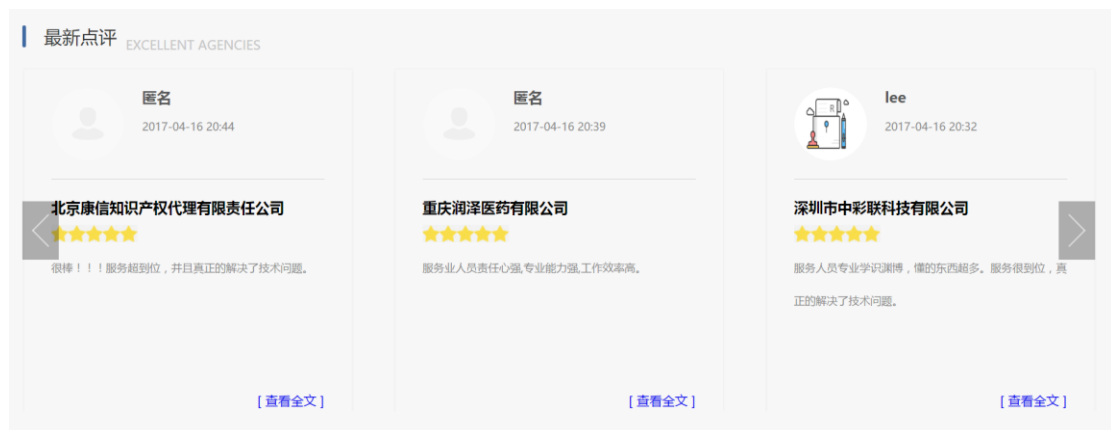 最新点评 EXCELLENT AGENCIES
匿名
2017-04-16 20:44
北京康信知识产权代理有限责任公司
很棒！！！服务超到位，并且真正的解决了技术问题。
[ 查看全文 ]
匿名
2017-04-16 20:39
重庆润泽医药有限公司
服务业人员责任心强,专业能力强,工作效率高。
[ 查看全文 ]
lee
2017-04-16 20:32
深圳市中彩联科技有限公司
服务人员专业学识渊博，懂的东西超多。服务很到位，真
正的解决了技术问题。
[ 查看全文 ]